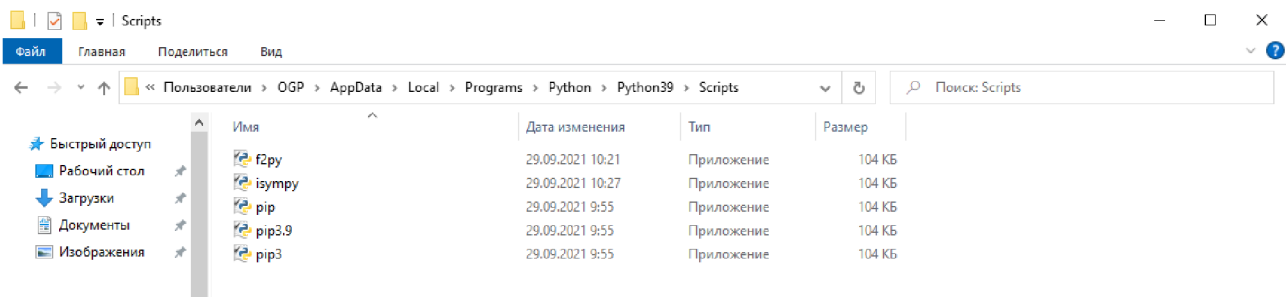 Scripts
Файл Главная Поделиться Вид
« Пользователи › OGP › AppData › Local › Programs › Python › Python39 › Scripts Поиск: Scripts
Имя Дата изменения Тип Размер
Быстрый доступ
f2py 29.09.2021 10:21 Приложение 104 КБ
Рабочий стол
isympy 29.09.2021 10:27 Приложение 104 КБ
Загрузки
pip 29.09.2021 9:55 Приложение 104 КБ
Документы
pip3.9 29.09.2021 9:55 Приложение 104 КБ
Изображения
pip3 29.09.2021 9:55 Приложение 104 КБ